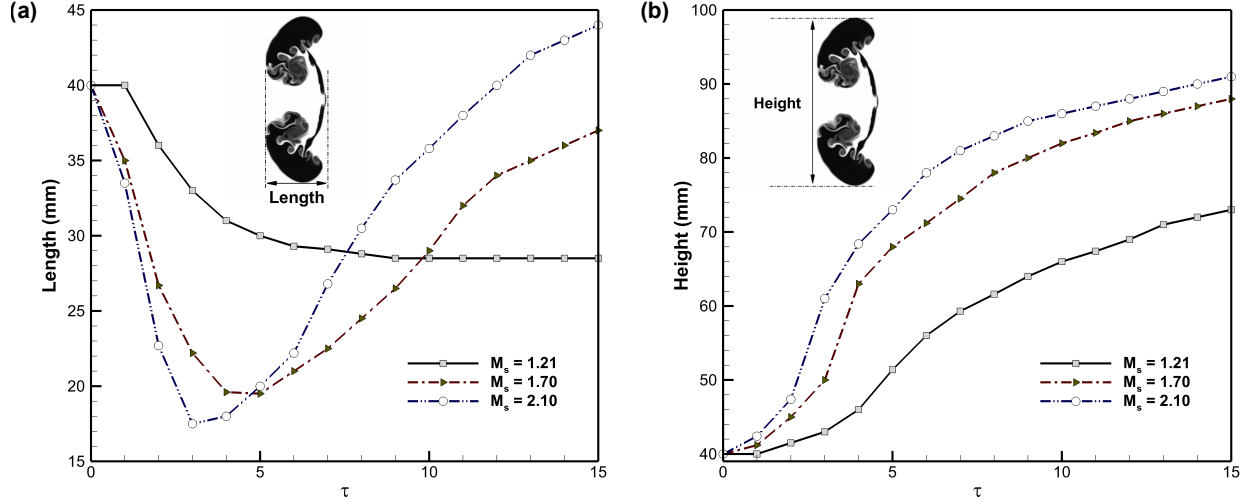 (a)
45
40
35
30
25
20
15
Length (mm)
0
5
10
15
τ
Length
M_s = 1.21
M_s = 1.70
M_s = 2.10
(b)
100
90
80
70
60
50
40
Height (mm)
0
5
10
15
τ
Height
M_s = 1.21
M_s = 1.70
M_s = 2.10